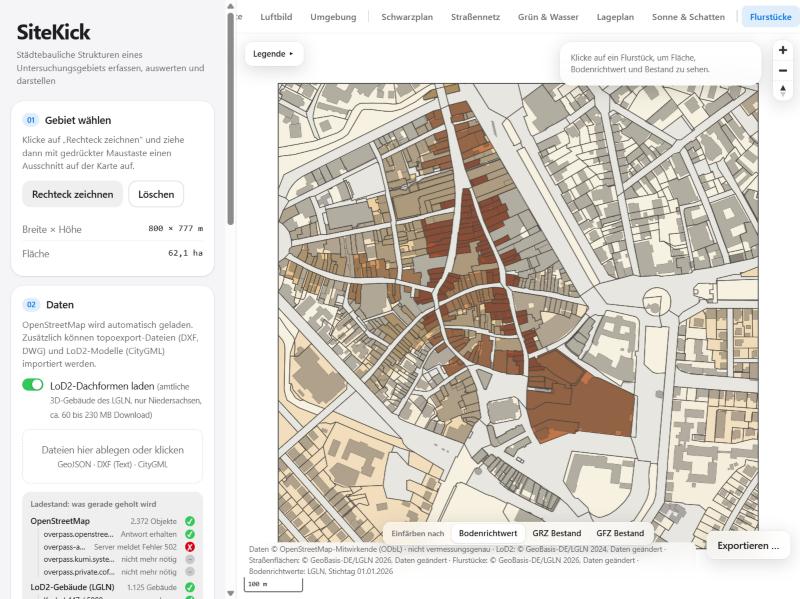 SiteKick
Städtebauliche Strukturen eines
Untersuchungsgebiets erfassen, auswerten und
darstellen
01 Gebiet wählen
Klicke auf „Rechteck zeichnen" und ziehe
dann mit gedrückter Maustaste einen
Ausschnitt auf der Karte auf.
Rechteck zeichnen Löschen
Breite × Höhe 800 × 777 m
Fläche 62,1 ha
02 Daten
OpenStreetMap wird automatisch geladen.
Zusätzlich können topoexport-Dateien (DXF,
DWG) und LoD2-Modelle (CityGML)
importiert werden.
LoD2-Dachformen laden (amtliche
3D-Gebäude des LGLN, nur Niedersachsen,
ca. 60 bis 230 MB Download)
Dateien hier ablegen oder klicken
GeoJSON · DXF (Text) · CityGML
Ladestand: was gerade geholt wird
OpenStreetMap 2.372 Objekte
overpass.openstree... Antwort erhalten
overpass-a... Server meldet Fehler 502
overpass.kumi.syste... nicht mehr nötig
overpass.private.cof... nicht mehr nötig
LoD2-Gebäude (LGLN) 1.125 Gebäude
Luftbild Umgebung Schwarzplan Straßennetz Grün & Wasser Lageplan Sonne & Schatten Flurstücke
Legende
Klicke auf ein Flurstück, um Fläche,
Bodenrichtwert und Bestand zu sehen.
Einfärben nach Bodenrichtwert GRZ Bestand GFZ Bestand
Exportieren ...
Daten © OpenStreetMap-Mitwirkende (ODbL) · nicht vermessungsgenau · LoD2: © GeoBasis-DE/LGLN 2024, Daten geändert ·
Straßenflächen: © GeoBasis-DE/LGLN 2026, Daten geändert · Flurstücke: © GeoBasis-DE/LGLN 2026, Daten geändert ·
Bodenrichtwerte: LGLN, Stichtag 01.01.2026
100 m